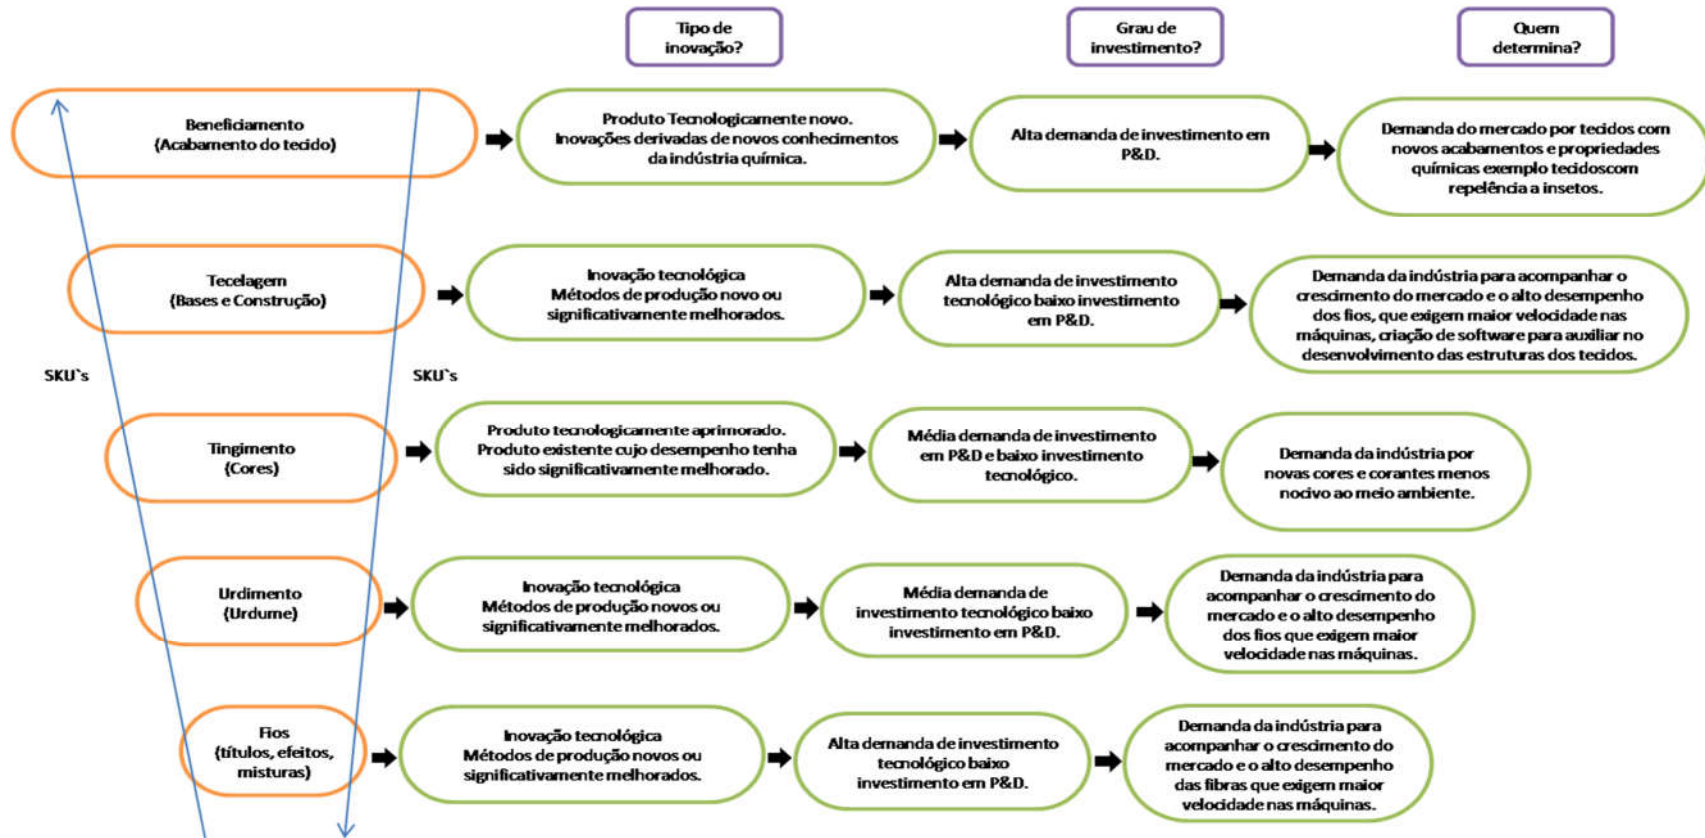 Tipo de
inovação?
Grau de
investimento?
Quem
determina?
Beneficiamento
(Acabamento do tecido)
Produto Tecnologicamente novo.
Inovações derivadas de novos conhecimentos
da indústria química.
Alta demanda de investimento em
P&D.
Demanda do mercado por tecidos com
novos acabamentos e propriedades
químicas exemplo tecidoscom
repelência a insetos.
Tecelagem
(Bases e Construção)
Inovação tecnológica
Métodos de produção novo ou
significativamente melhorados.
Alta demanda de investimento
tecnológico baixo investimento
em P&D.
Demanda da indústria para acompanhar o
crescimento do mercado e o alto desempenho
dos fios, que exigem maior velocidade nas
máquinas, criação de software para auxiliar no
desenvolvimento das estruturas dos tecidos.
SKU`s
SKU`s
Tingimento
(Cores)
Produto tecnologicamente aprimorado.
Produto existente cujo desempenho tenha
sido significativamente melhorado.
Média demanda de investimento
em P&D e baixo investimento
tecnológico.
Demanda da indústria por
novas cores e corantes menos
nocivo ao meio ambiente.
Urdimento
(Urdume)
Inovação tecnológica
Métodos de produção novos ou
significativamente melhorados.
Média demanda de
investimento tecnológico baixo
investimento em P&D.
Demanda da indústria para
acompanhar o crescimento do
mercado e o alto desempenho
dos fios que exigem maior
velocidade nas máquinas.
Fios
(títulos, efeitos,
misturas)
Inovação tecnológica
Métodos de produção novos ou
significativamente melhorados.
Alta demanda de investimento
tecnológico baixo
investimento em P&D.
Demanda da indústria para
acompanhar o crescimento do
mercado e o alto desempenho
das fibras que exigem maior
velocidade nas máquinas.